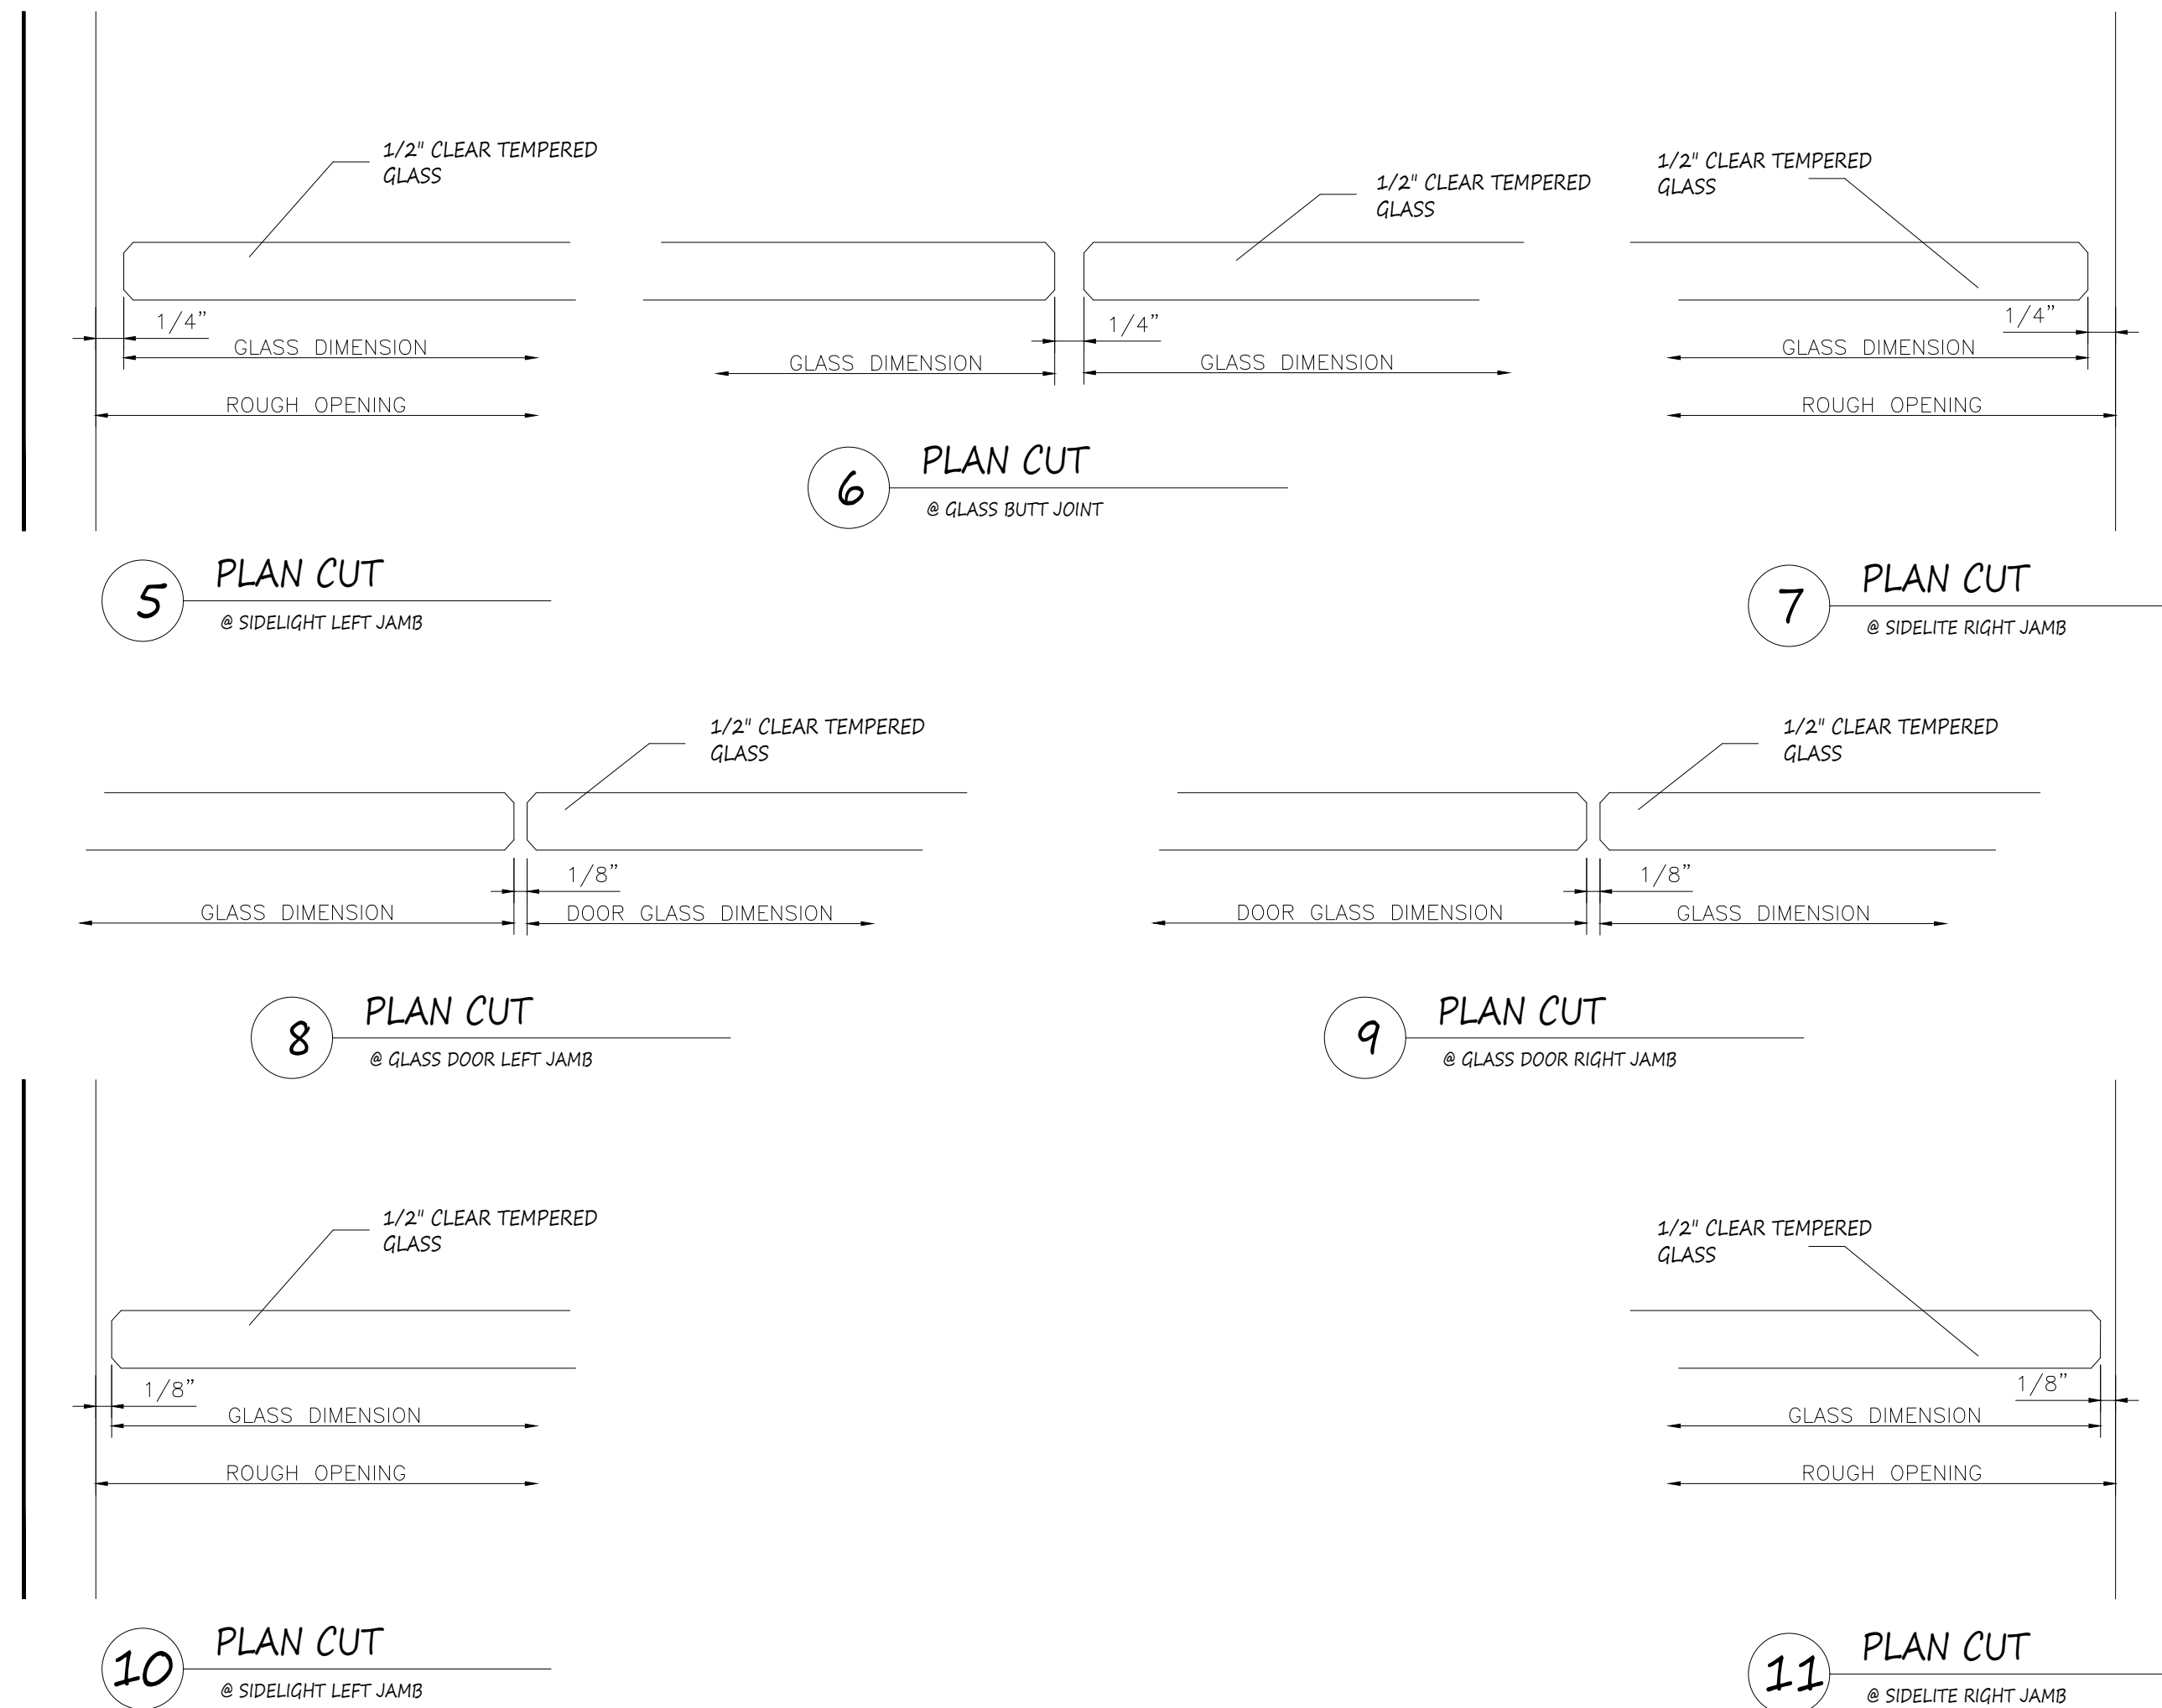 1/2" CLEAR TEMPERED
GLASS
1/4"
GLASS DIMENSION
ROUGH OPENING
5
PLAN CUT
@ SIDELIGHT LEFT JAMB
1/2" CLEAR TEMPERED
GLASS
1/4"
GLASS DIMENSION
GLASS DIMENSION
6
PLAN CUT
@ GLASS BUTT JOINT
1/2" CLEAR TEMPERED
GLASS
1/4"
GLASS DIMENSION
ROUGH OPENING
7
PLAN CUT
@ SIDELITE RIGHT JAMB
1/2" CLEAR TEMPERED
GLASS
1/8"
GLASS DIMENSION
DOOR GLASS DIMENSION
8
PLAN CUT
@ GLASS DOOR LEFT JAMB
1/2" CLEAR TEMPERED
GLASS
1/8"
DOOR GLASS DIMENSION
GLASS DIMENSION
9
PLAN CUT
@ GLASS DOOR RIGHT JAMB
1/2" CLEAR TEMPERED
GLASS
1/8"
GLASS DIMENSION
ROUGH OPENING
10
PLAN CUT
@ SIDELIGHT LEFT JAMB
1/2" CLEAR TEMPERED
GLASS
1/8"
GLASS DIMENSION
ROUGH OPENING
11
PLAN CUT
@ SIDELITE RIGHT JAMB